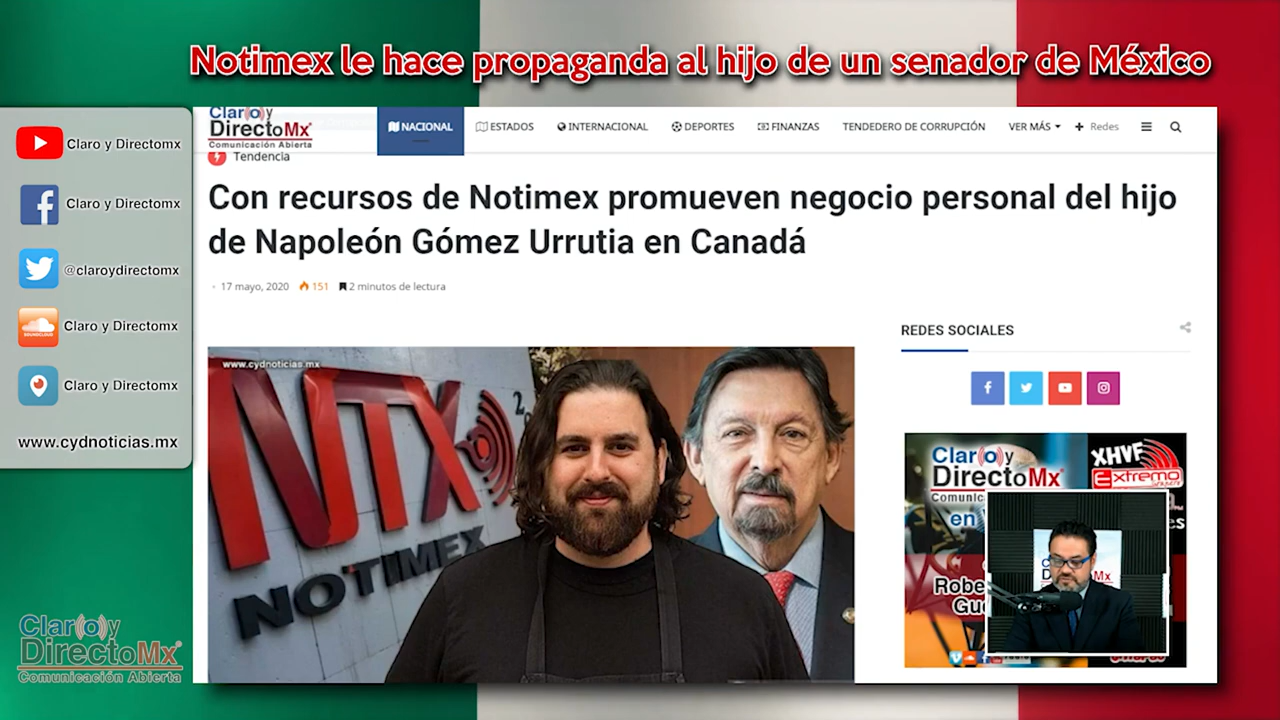 Notimex le hace propaganda al hijo de un senador de México
Claro y Directomx
Claro y Directomx
@claroydirectomx
SOUNDCLOUD
Claro y Directomx
Claro y Directomx
www.cydnoticias.mx
Claro y
DirectoMx
Comunicación Abierta
NACIONAL ESTADOS INTERNACIONAL DEPORTES FINANZAS TENDEDERO DE CORRUPCIÓN VER MÁS Redes
Tendencia
Con recursos de Notimex promueven negocio personal del hijo
de Napoleón Gómez Urrutia en Canadá
17 mayo, 2020 151 2 minutos de lectura
REDES SOCIALES
www.cydnoticias.mx
NTX
NOTIMEX
Claro y
DirectoMx
XHVF
Extremo
Claro y
DirectoMx
Comunicación Abierta